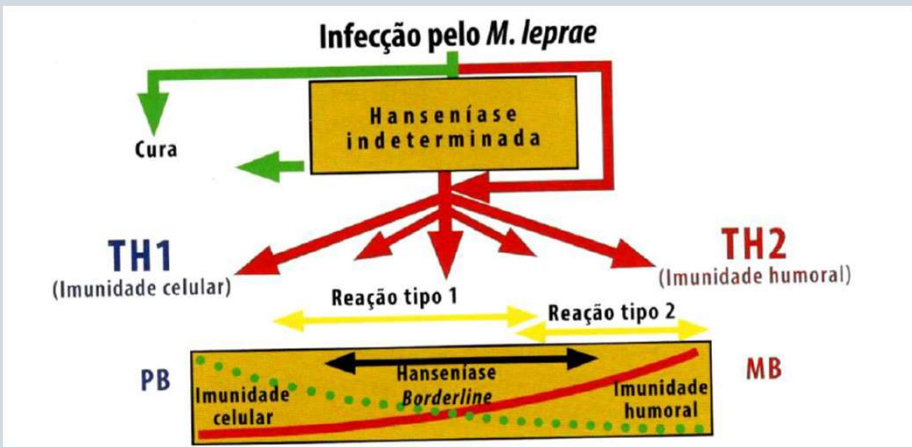 Infecção pelo M. leprae
Hanseníase
indeterminada
Cura
TH1
(Imunidade celular)
TH2
(Imunidade humoral)
Reação tipo 1
Reação tipo 2
PB
Imunidade
celular
Hanseníase
Borderline
Imunidade
humoral
MB